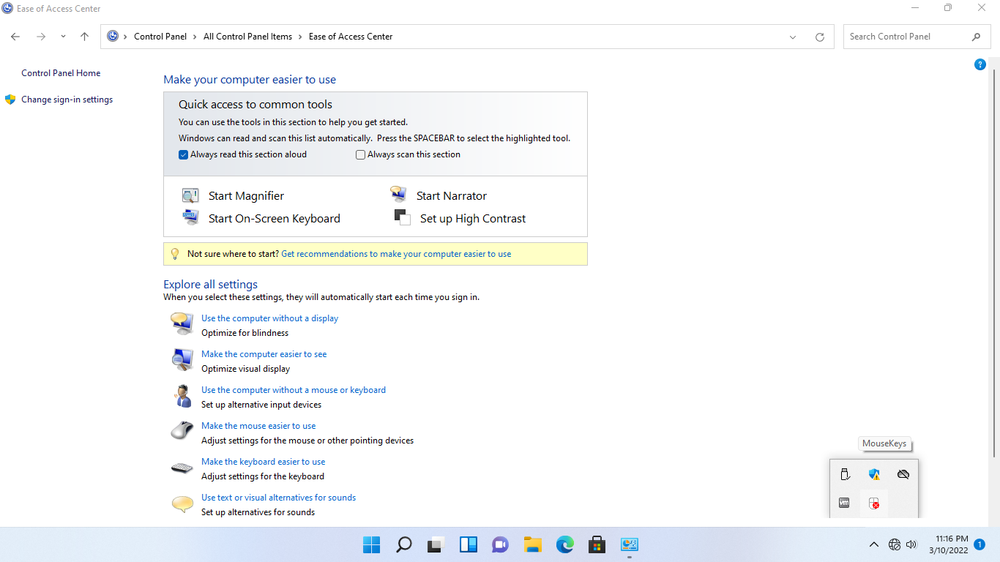 Ease of Access Center
Control Panel
All Control Panel Items
Ease of Access Center
Search Control Panel
Control Panel Home
Change sign-in settings
?
Make your computer easier to use
Quick access to common tools
You can use the tools in this section to help you get started.
Windows can read and scan this list automatically. Press the SPACEBAR to select the highlighted tool.
Always read this section aloud
Always scan this section
Start Magnifier
Start Narrator
Start On-Screen Keyboard
Set up High Contrast
Not sure where to start? Get recommendations to make your computer easier to use
Explore all settings
When you select these settings, they will automatically start each time you sign in.
Use the computer without a display
Optimize for blindness
Make the computer easier to see
Optimize visual display
Use the computer without a mouse or keyboard
Set up alternative input devices
Make the mouse easier to use
Adjust settings for the mouse or other pointing devices
Make the keyboard easier to use
Adjust settings for the keyboard
Use text or visual alternatives for sounds
Set up alternatives for sounds
MouseKeys
vm
11:16 PM
3/10/2022
1